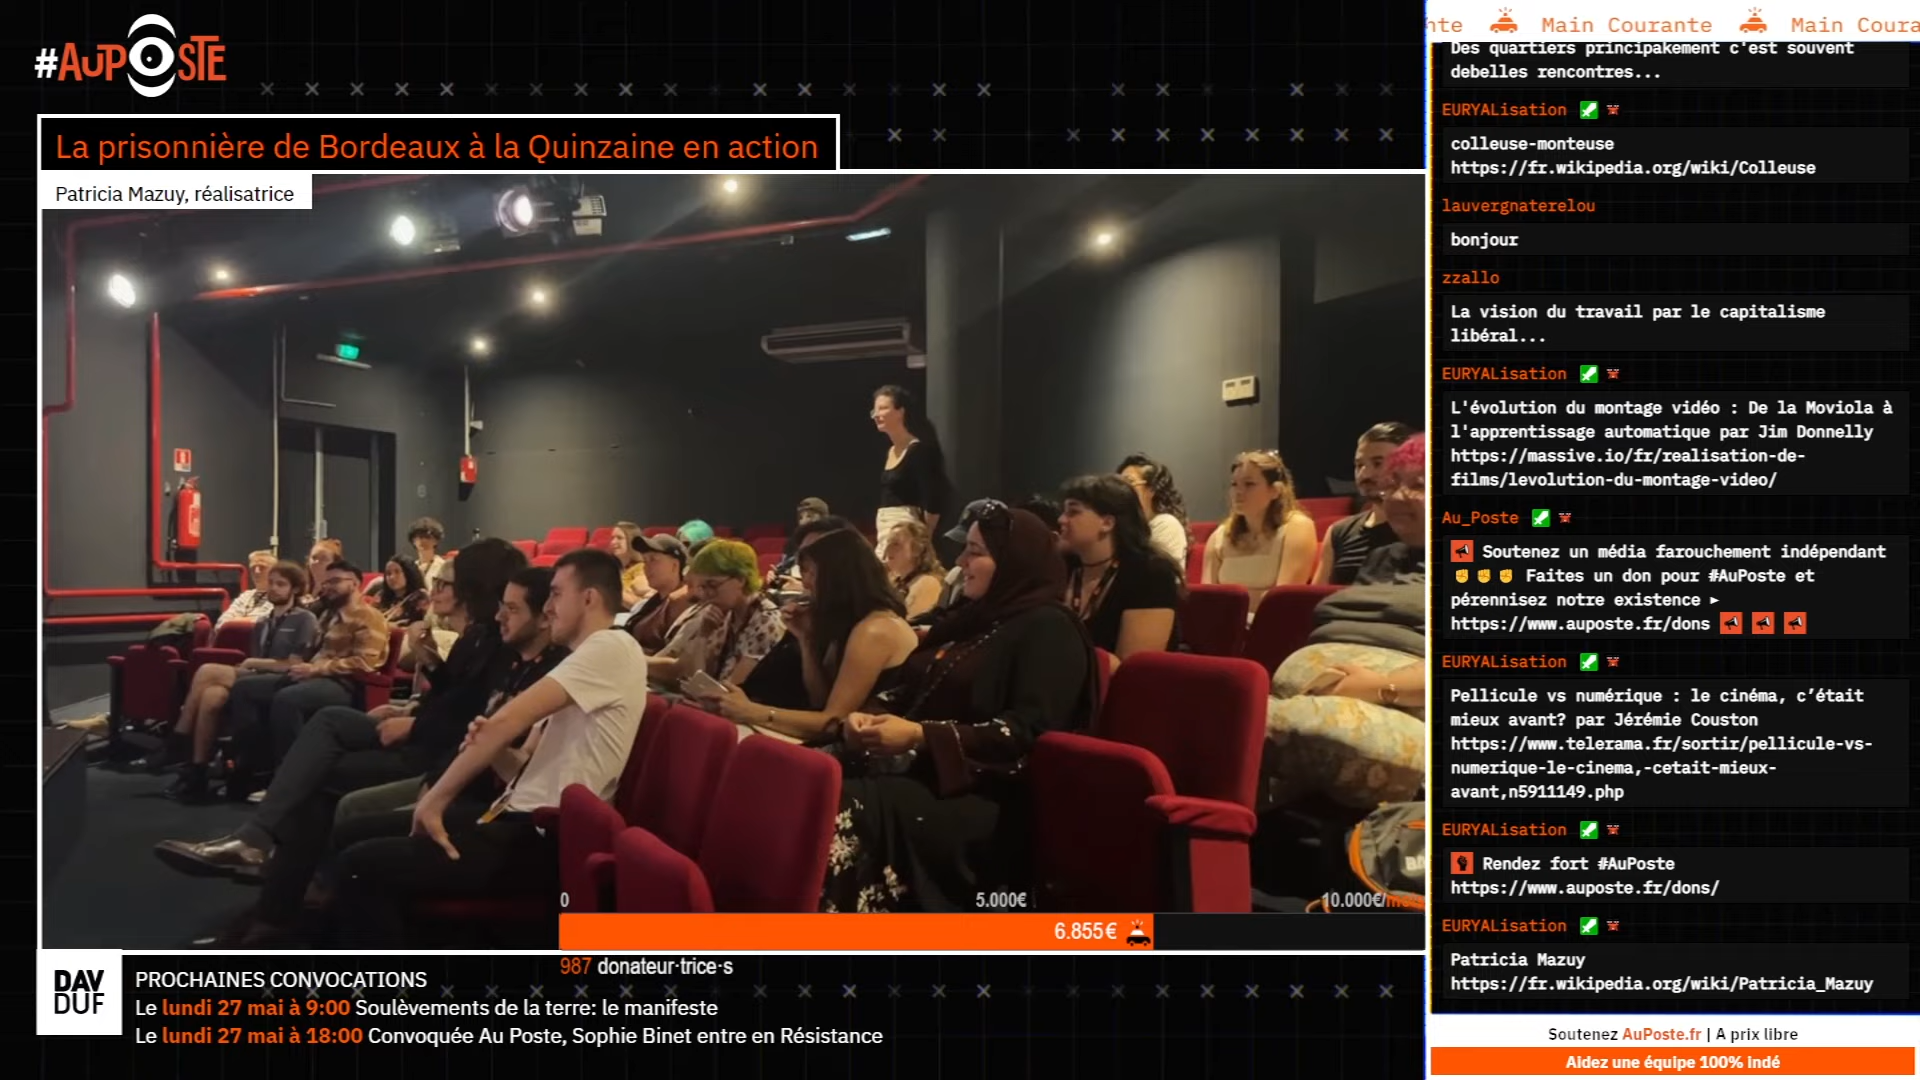 #AuPOSTE
La prisonnière de Bordeaux à la Quinzaine en action
Patricia Mazuy, réalisatrice
0
5.000€
10.000€/
6.855€
987 donateur·trice·s
DAV
DUF
PROCHAINES CONVOCATIONS
Le lundi 27 mai à 9:00 Soulèvements de la terre: le manifeste
Le lundi 27 mai à 18:00 Convoquée Au Poste, Sophie Binet entre en Résistance
nte Main Courante Main Coura
Des quartiers principakement c'est souvent
debelles rencontres...
EURYALisation
colleuse-monteuse
https://fr.wikipedia.org/wiki/Colleuse
lauvergnaterelou
bonjour
zzallo
La vision du travail par le capitalisme
libéral...
EURYALisation
L'évolution du montage vidéo : De la Moviola à
l'apprentissage automatique par Jim Donnelly
https://massive.io/fr/realisation-de-
films/levolution-du-montage-video/
Au_Poste
Soutenez un média farouchement indépendant
✊✊✊ Faites un don pour #AuPoste et
pérennisez notre existence ►
https://www.auposte.fr/dons
EURYALisation
Pellicule vs numérique : le cinéma, c’était
mieux avant? par Jérémie Couston
https://www.telerama.fr/sortir/pellicule-vs-
numerique-le-cinema,-cetait-mieux-
avant,n5911149.php
EURYALisation
Rendez fort #AuPoste
https://www.auposte.fr/dons/
EURYALisation
Patricia Mazuy
https://fr.wikipedia.org/wiki/Patricia_Mazuy
Soutenez AuPoste.fr | A prix libre
Aidez une équipe 100% indé